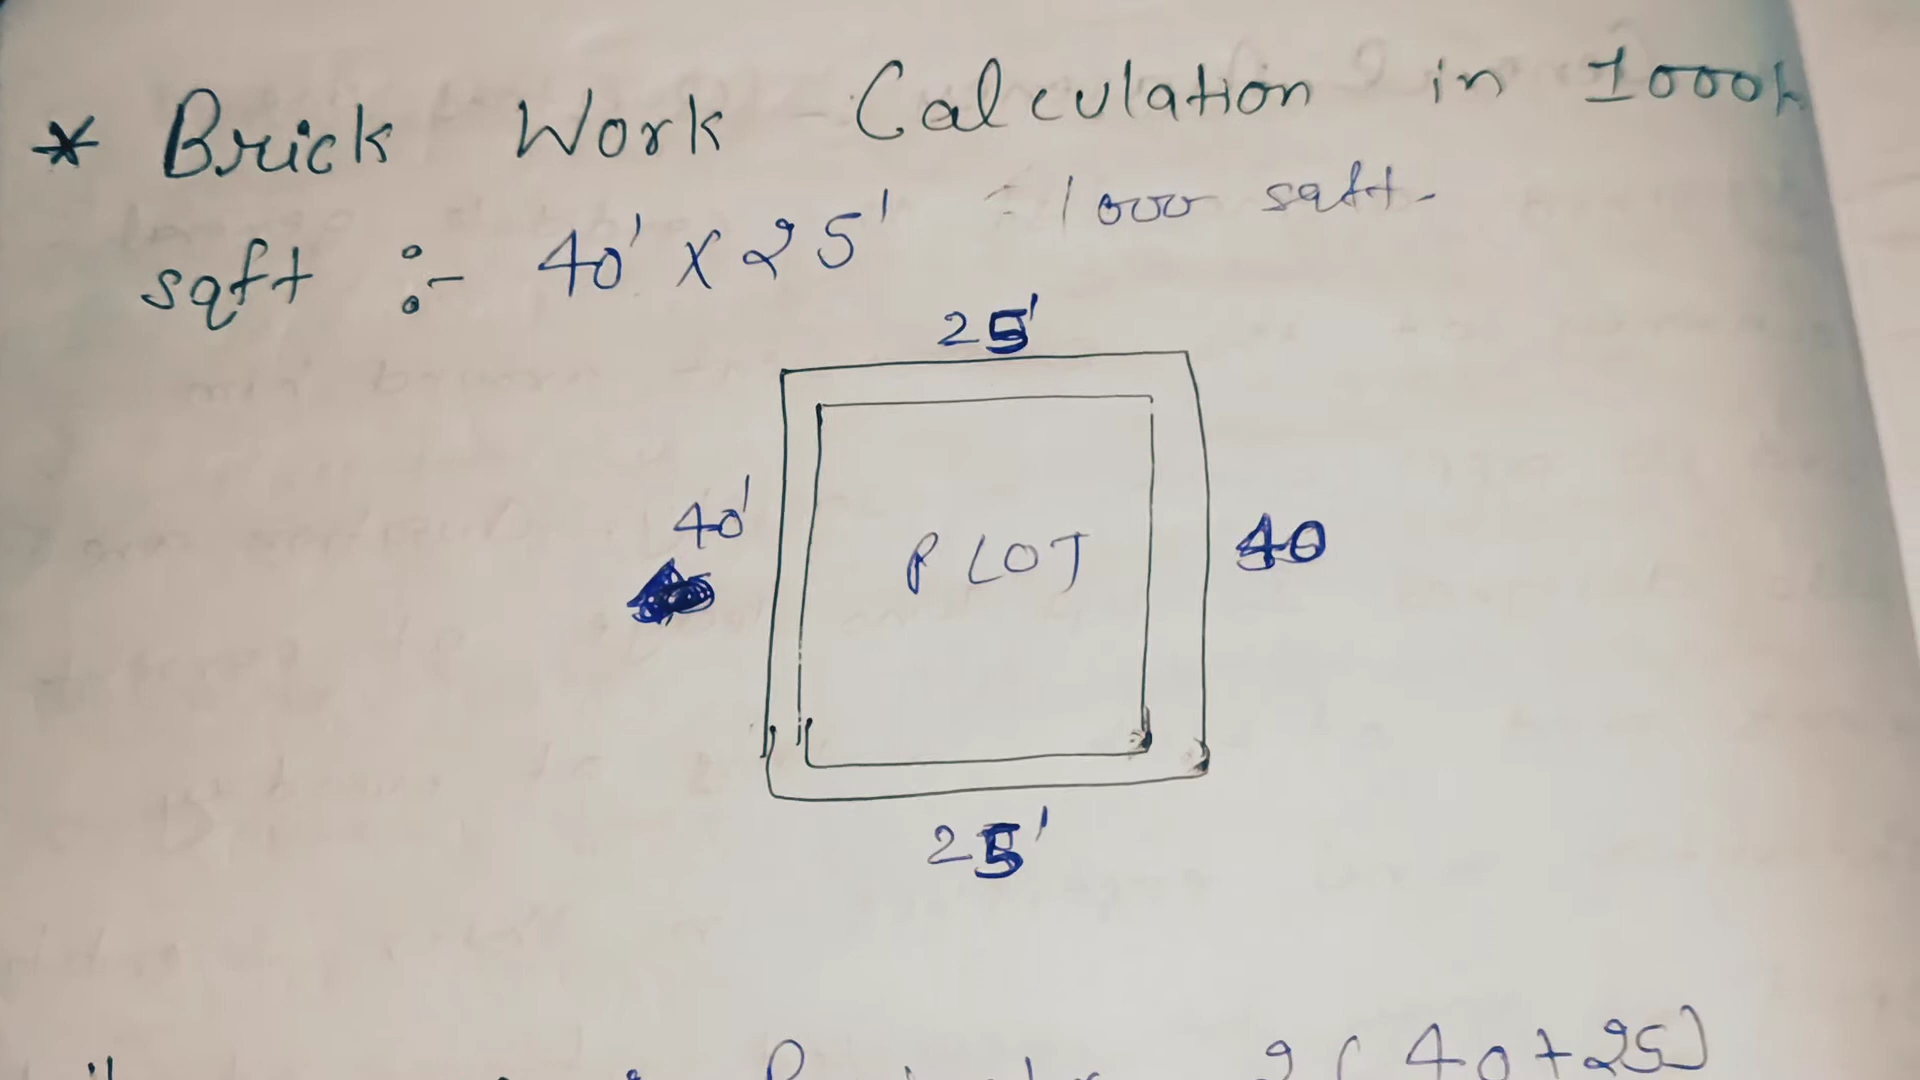 * Brick Work Calculation in 1000
sqft :- 40' x 25' = 1000 sqft.
25'
40'
PLOT
40
25'
2(40+25)